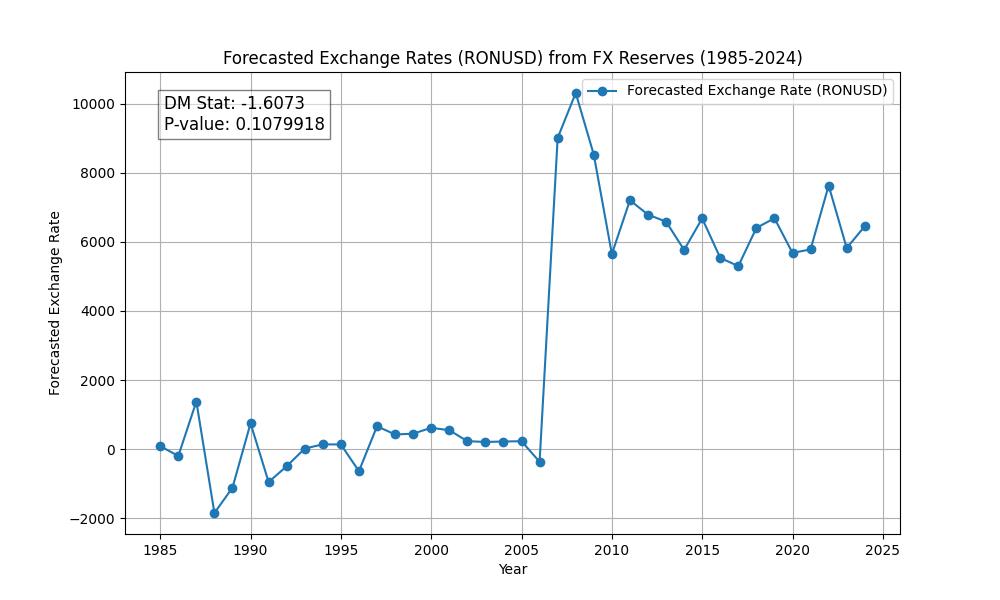 Forecasted Exchange Rates (RONUSD) from FX Reserves (1985-2024)
DM Stat: -1.6073
P-value: 0.1079918
Forecasted Exchange Rate (RONUSD)
Forecasted Exchange Rate
10000
8000
6000
4000
2000
0
−2000
1985 1990 1995 2000 2005 2010 2015 2020 2025
Year